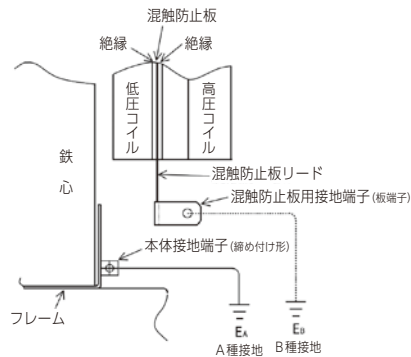 混触防止板
絶縁
絶縁
低圧コイル
高圧コイル
鉄心
混触防止板リード
混触防止板用接地端子(板端子)
本体接地端子(締め付け形)
フレーム
EA
EB
A種接地
B種接地